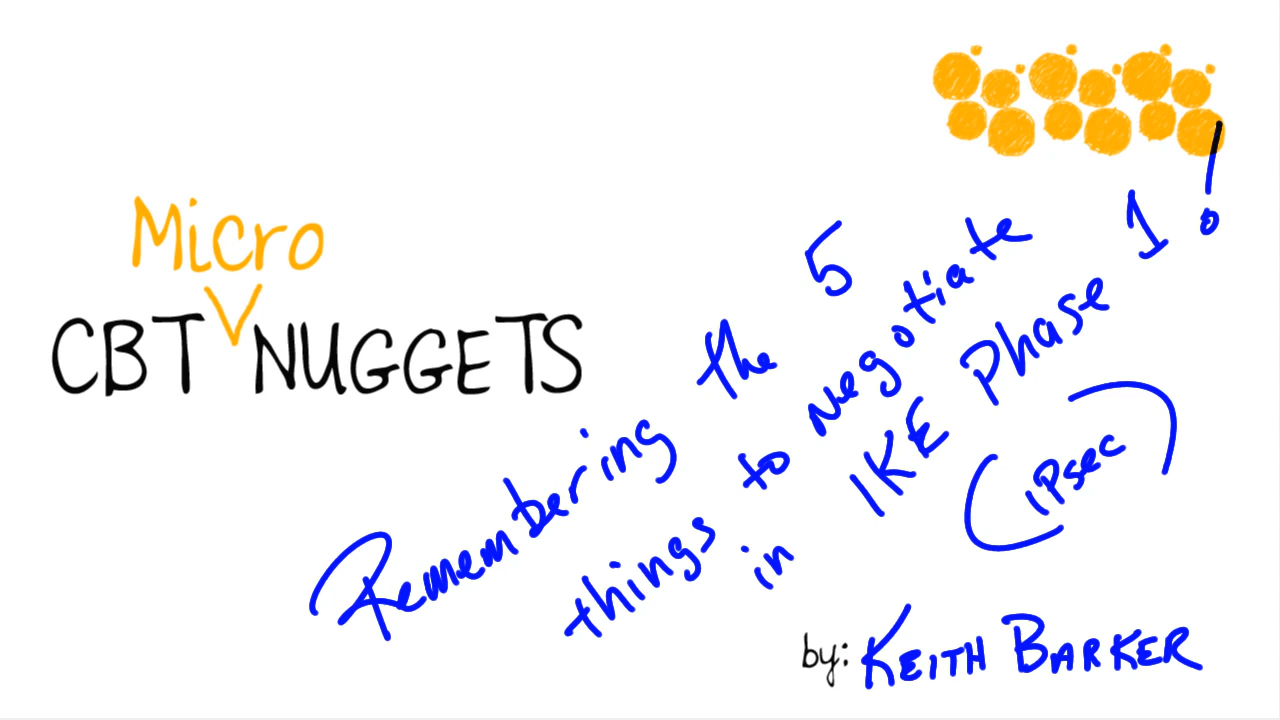 Micro
CBT NUGGETS
Remembering the 5
things to negotiate
in IKE Phase 1!
(IPsec)
by: KEITH BARKER